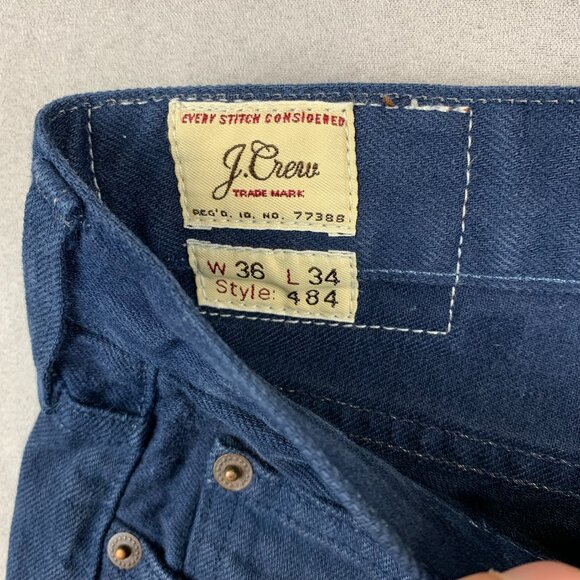 EVERY STITCH CONSIDERED
J.Crew
TRADE MARK
REG'D. ID. NO. 77388
W 36 L 34
Style: 484